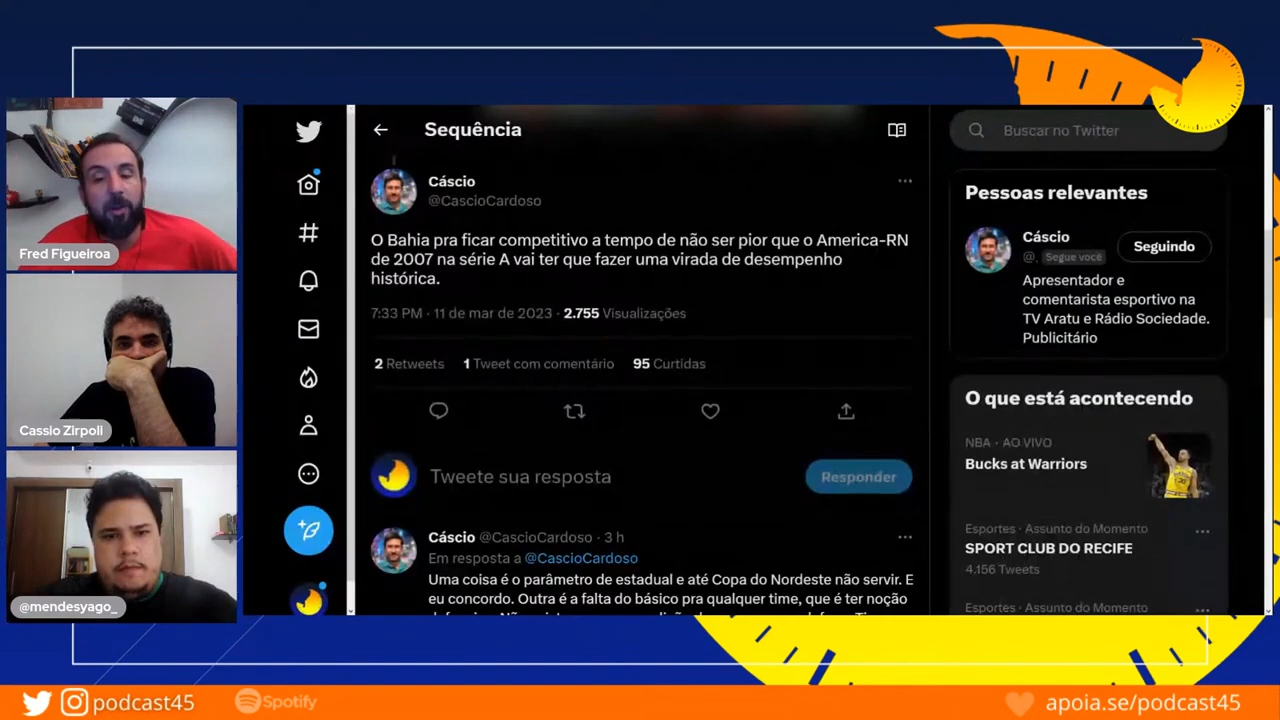 Fred Figueiroa
Cassio Zirpoli
@mendesyago_
Sequência
Cáscio
@CascioCardoso
O Bahia pra ficar competitivo a tempo de não ser pior que o America-RN
de 2007 na série A vai ter que fazer uma virada de desempenho
histórica.
7:33 PM · 11 de mar de 2023 · 2.755 Visualizações
2 Retweets 1 Tweet com comentário 95 Curtidas
Tweete sua resposta
Responder
Cáscio @CascioCardoso · 3 h
Em resposta a @CascioCardoso
Uma coisa é o parâmetro de estadual e até Copa do Nordeste não servir. E
eu concordo. Outra é a falta do básico pra qualquer time, que é ter noção
Buscar no Twitter
Pessoas relevantes
Cáscio
@. Segue você
Seguindo
Apresentador e
comentarista esportivo na
TV Aratu e Rádio Sociedade.
Publicitário
O que está acontecendo
NBA · AO VIVO
Bucks at Warriors
Esportes · Assunto do Momento
SPORT CLUB DO RECIFE
4.156 Tweets
Esportes · Assunto do Momento
podcast45
Spotify
apoia.se/podcast45